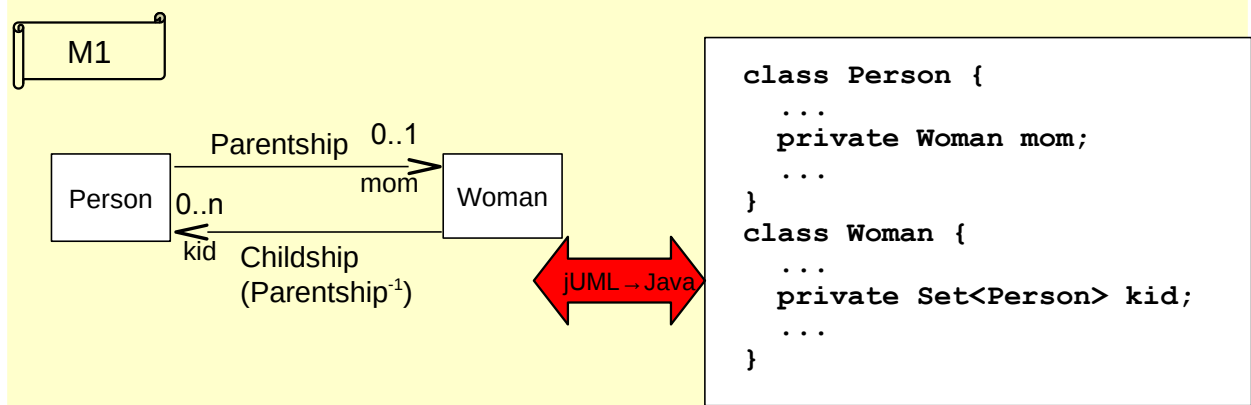 M1
Parentship
0..1
mom
Person
Woman
0..n
kid
Childship
(Parentship⁻¹)
jUML→Java
class Person {
...
private Woman mom;
...
}
class Woman {
...
private Set<Person> kid;
...
}